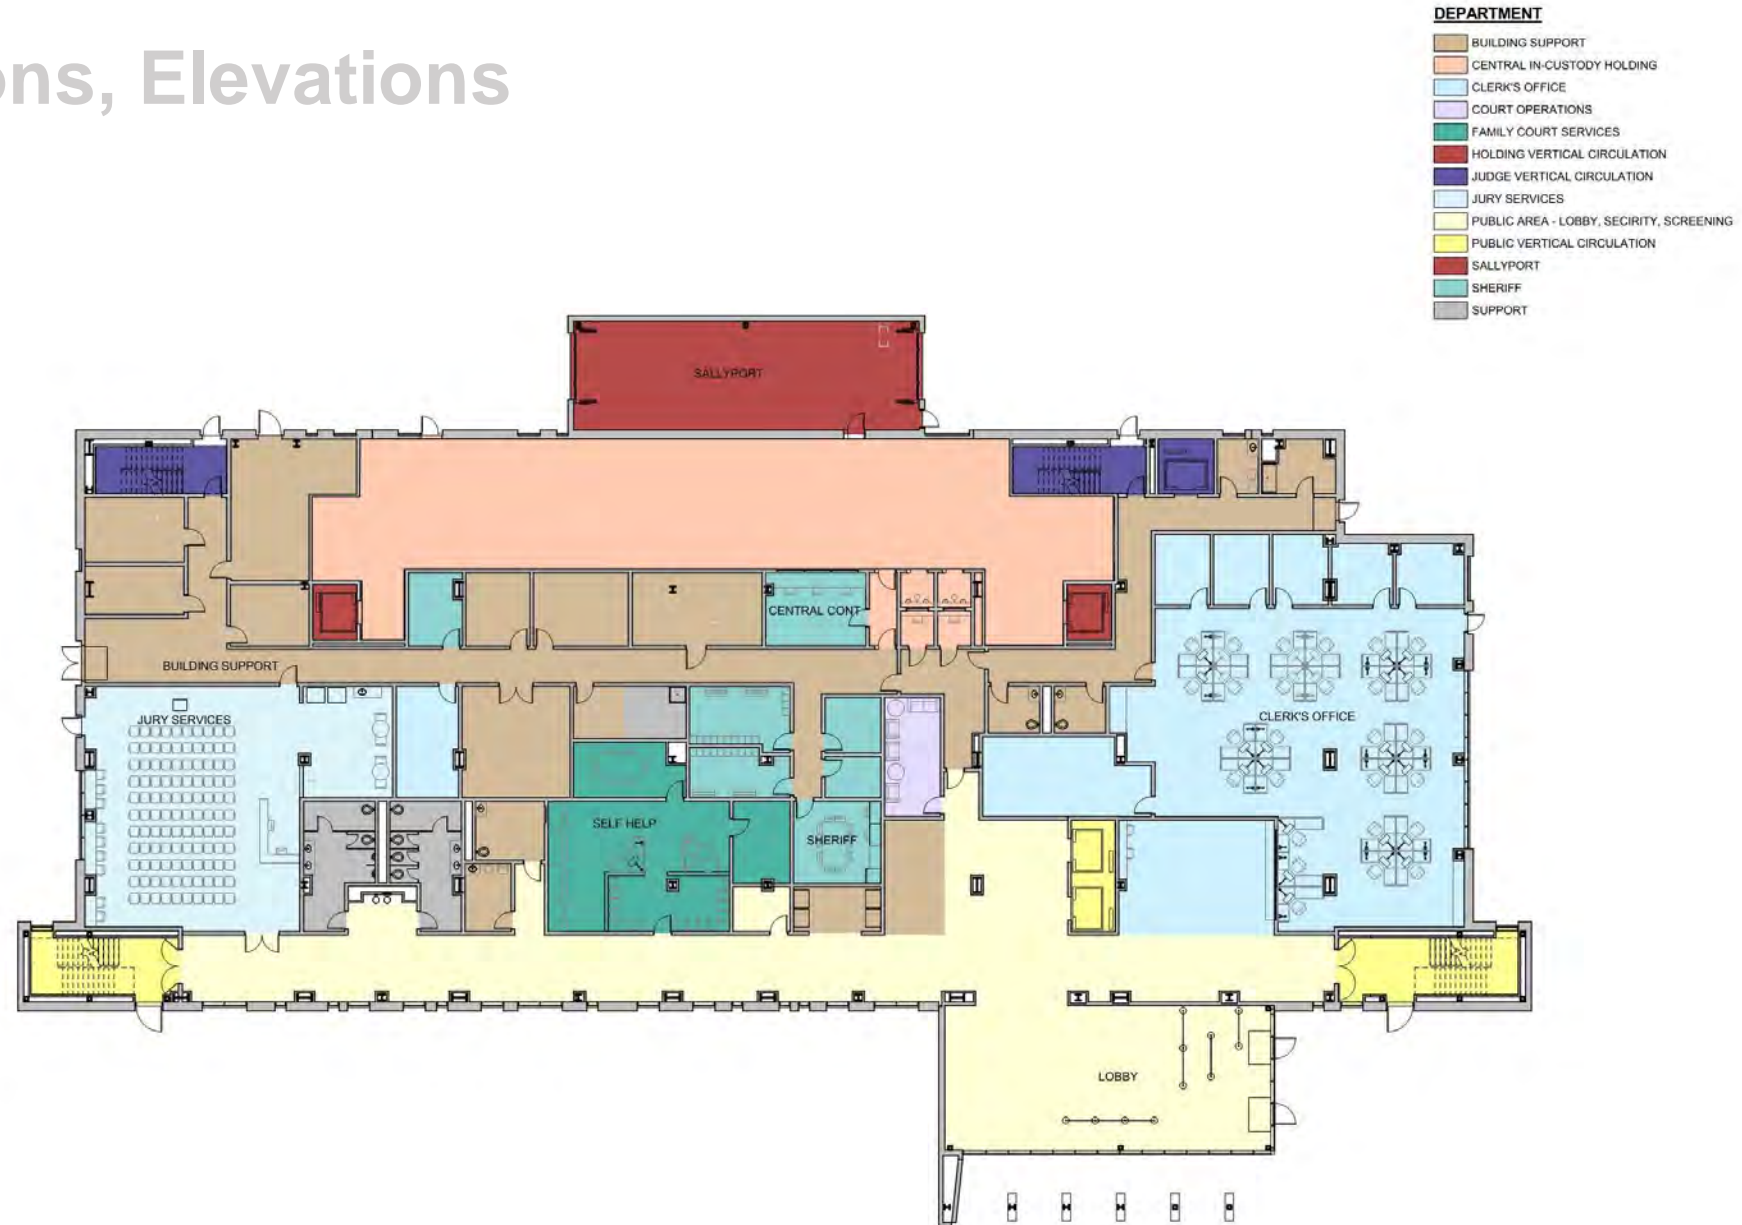 ons, Elevations
DEPARTMENT
BUILDING SUPPORT
CENTRAL IN-CUSTODY HOLDING
CLERK'S OFFICE
COURT OPERATIONS
FAMILY COURT SERVICES
HOLDING VERTICAL CIRCULATION
JUDGE VERTICAL CIRCULATION
JURY SERVICES
PUBLIC AREA - LOBBY, SECIRITY, SCREENING
PUBLIC VERTICAL CIRCULATION
SALLYPORT
SHERIFF
SUPPORT
SALLYPORT
CENTRAL CONT
BUILDING SUPPORT
JURY SERVICES
CLERK'S OFFICE
SELF HELP
SHERIFF
LOBBY